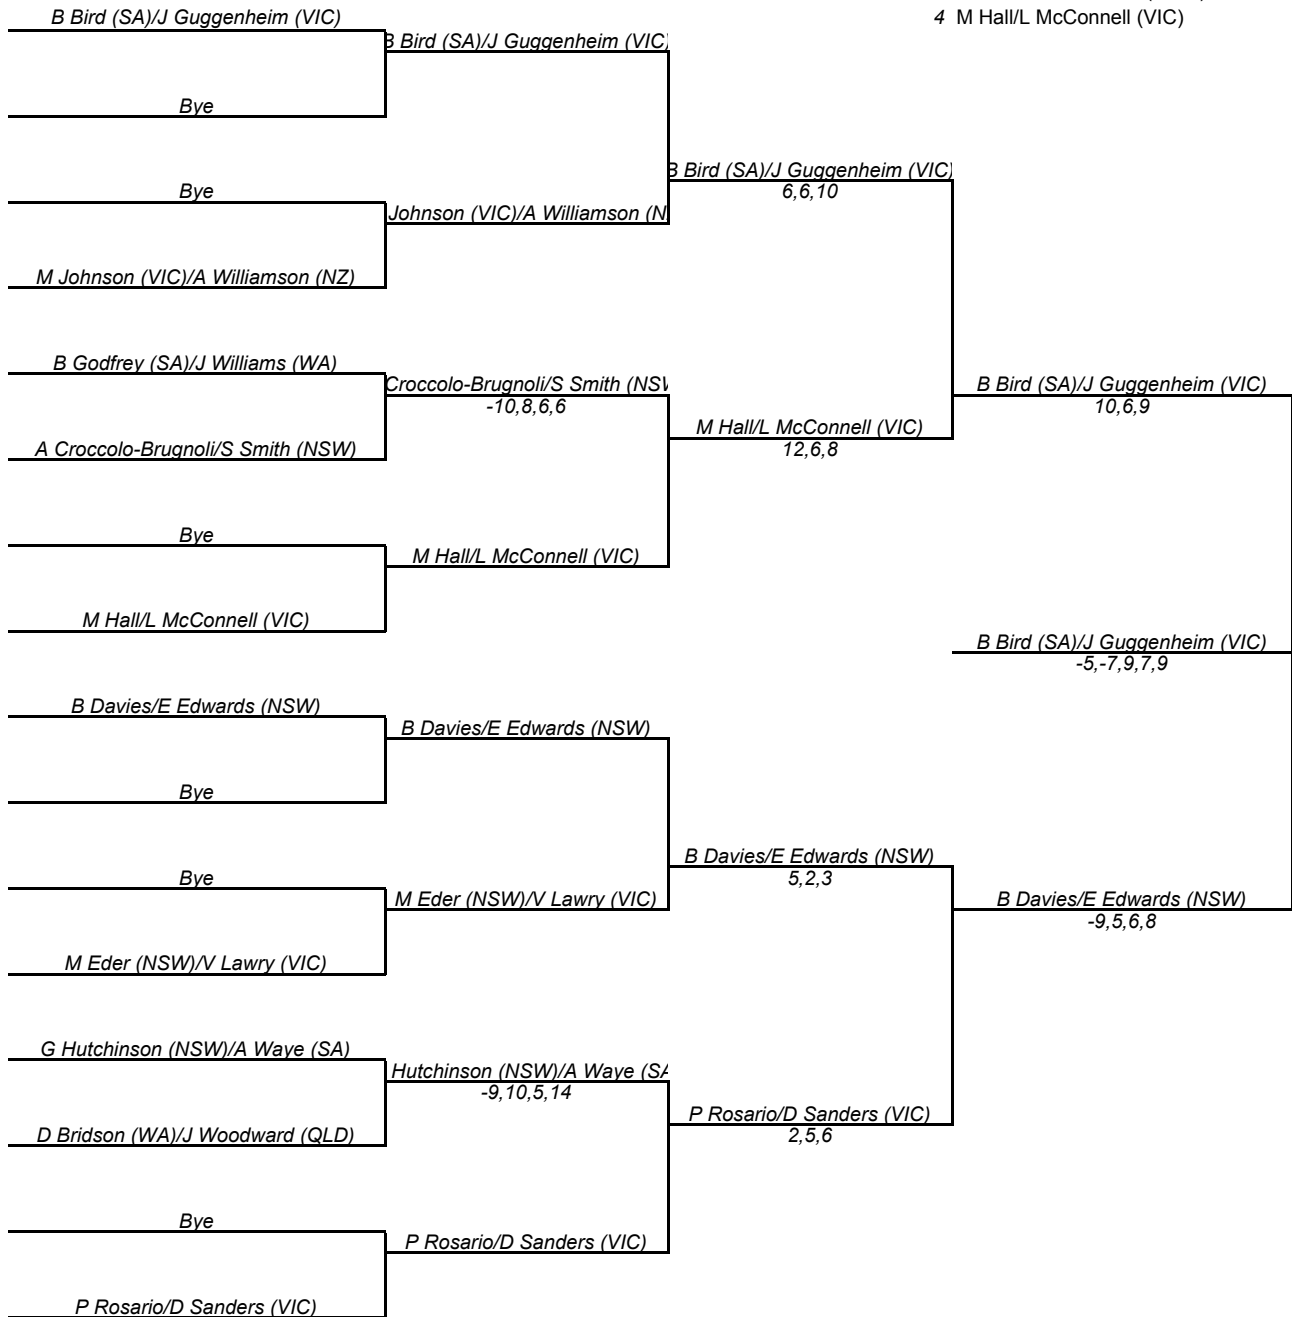 B Bird (SA)/J Guggenheim (VIC)
4 M Hall/L McConnell (VIC)
B Bird (SA)/J Guggenheim (VIC)
Bye
B Bird (SA)/J Guggenheim (VIC)
6,6,10
Bye
Johnson (VIC)/A Williamson (N
M Johnson (VIC)/A Williamson (NZ)
B Godfrey (SA)/J Williams (WA)
Croccolo-Brugnoli/S Smith (NSW
-10,8,6,6
B Bird (SA)/J Guggenheim (VIC)
10,6,9
M Hall/L McConnell (VIC)
12,6,8
A Croccolo-Brugnoli/S Smith (NSW)
Bye
M Hall/L McConnell (VIC)
M Hall/L McConnell (VIC)
B Bird (SA)/J Guggenheim (VIC)
-5,-7,9,7,9
B Davies/E Edwards (NSW)
B Davies/E Edwards (NSW)
Bye
B Davies/E Edwards (NSW)
5,2,3
Bye
M Eder (NSW)/V Lawry (VIC)
B Davies/E Edwards (NSW)
-9,5,6,8
M Eder (NSW)/V Lawry (VIC)
G Hutchinson (NSW)/A Waye (SA)
Hutchinson (NSW)/A Waye (SA
-9,10,5,14
P Rosario/D Sanders (VIC)
2,5,6
D Bridson (WA)/J Woodward (QLD)
Bye
P Rosario/D Sanders (VIC)
P Rosario/D Sanders (VIC)